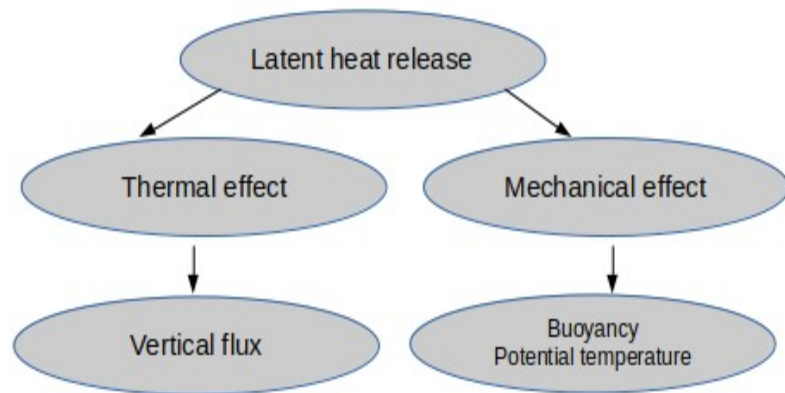 Latent heat release
Thermal effect
Mechanical effect
Vertical flux
Buoyancy
Potential temperature